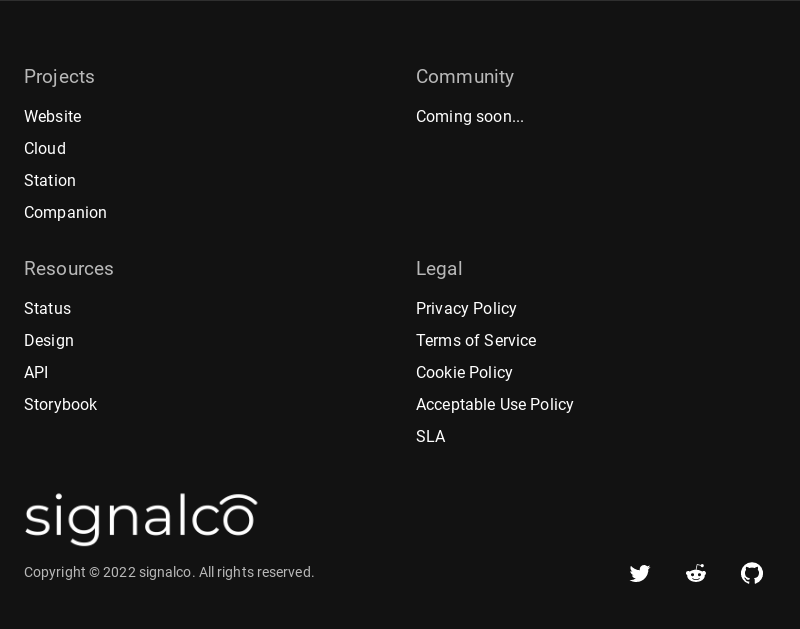 Projects
Website
Cloud
Station
Companion
Community
Coming soon...
Resources
Status
Design
API
Storybook
Legal
Privacy Policy
Terms of Service
Cookie Policy
Acceptable Use Policy
SLA
signalco
Copyright © 2022 signalco. All rights reserved.